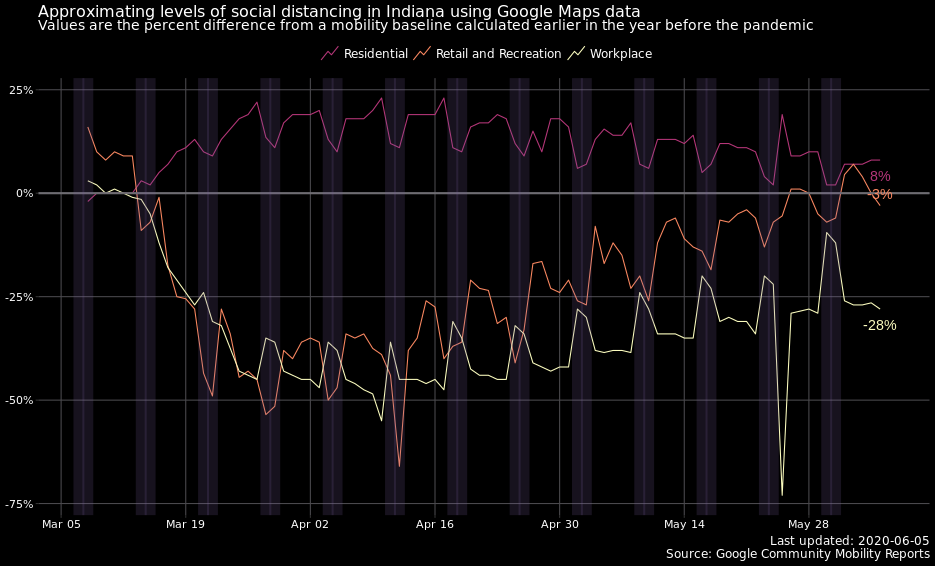 Approximating levels of social distancing in Indiana using Google Maps data
Values are the percent difference from a mobility baseline calculated earlier in the year before the pandemic
Residential Retail and Recreation Workplace
25%
0%
-25%
-50%
-75%
8%
-3%
-28%
Mar 05 Mar 19 Apr 02 Apr 16 Apr 30 May 14 May 28
Last updated: 2020-06-05
Source: Google Community Mobility Reports